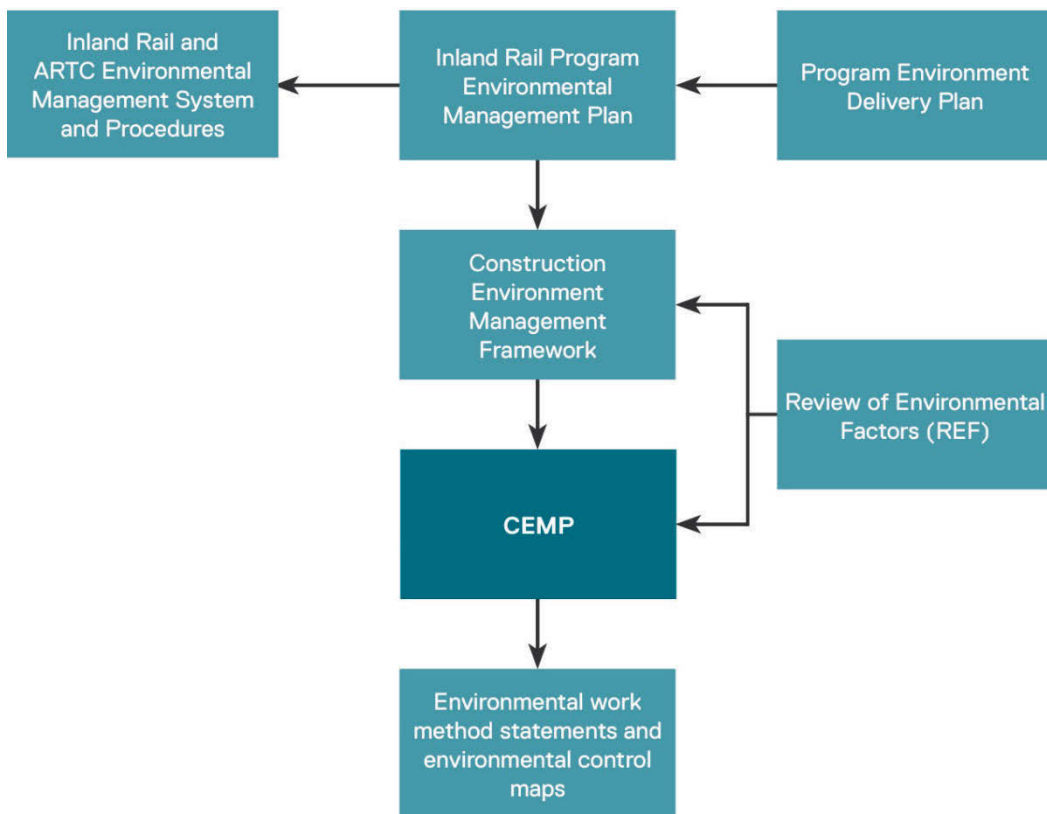 Inland Rail and
ARTC Environmental
Management System
and Procedures
Inland Rail Program
Environmental
Management Plan
Program Environment
Delivery Plan
Construction
Environment
Management
Framework
Review of Environmental
Factors (REF)
CEMP
Environmental work
method statements and
environmental control
maps